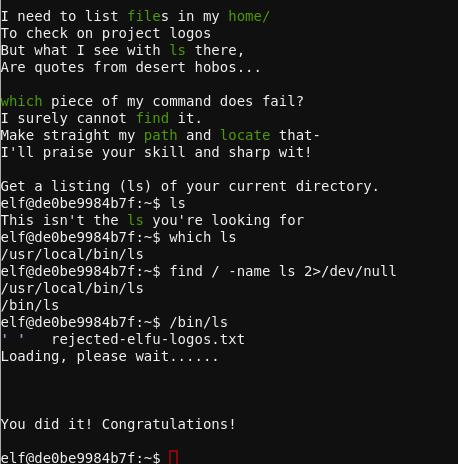 I need to list files in my home/
To check on project logos
But what I see with ls there,
Are quotes from desert hobos...
which piece of my command does fail?
I surely cannot find it.
Make straight my path and locate that-
I'll praise your skill and sharp wit!
Get a listing (ls) of your current directory.
elf@de0be9984b7f:~$ ls
This isn't the ls you're looking for
elf@de0be9984b7f:~$ which ls
/usr/local/bin/ls
elf@de0be9984b7f:~$ find / -name ls 2>/dev/null
/usr/local/bin/ls
/bin/ls
elf@de0be9984b7f:~$ /bin/ls
' '   rejected-elfu-logos.txt
Loading, please wait......
You did it! Congratulations!
elf@de0be9984b7f:~$